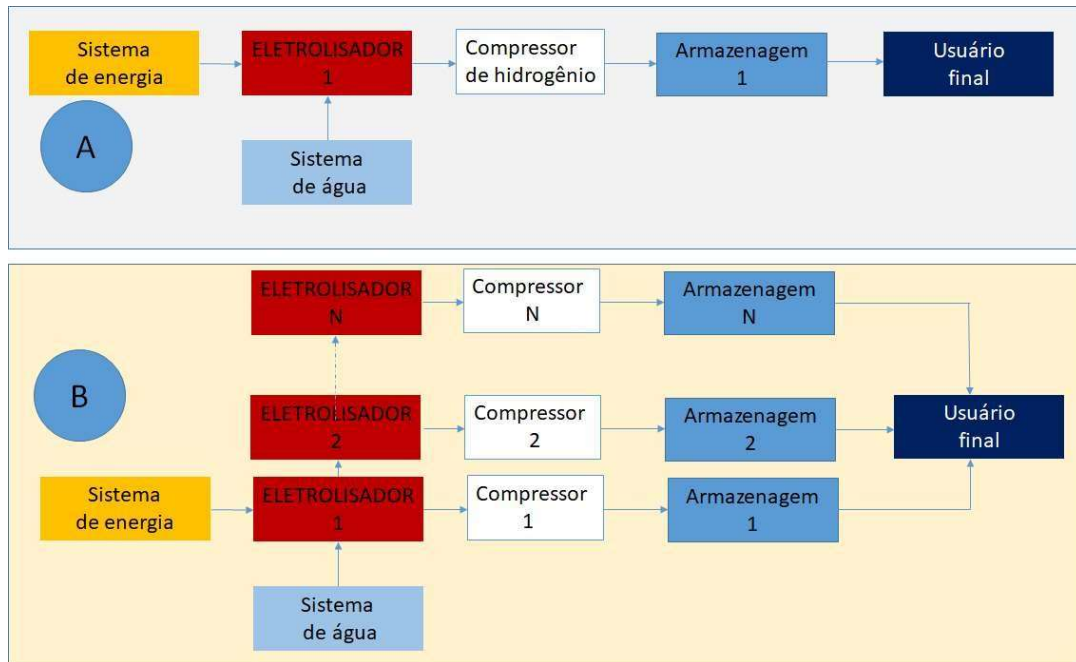 Sistema
de energia
ELETROLISADOR
1
Compressor
de hidrogênio
Armazenagem
1
Usuário
final
A
Sistema
de água
ELETROLISADOR
N
Compressor
N
Armazenagem
N
B
ELETROLISADOR
2
Compressor
2
Armazenagem
2
Usuário
final
Sistema
de energia
ELETROLISADOR
1
Compressor
1
Armazenagem
1
Sistema
de água